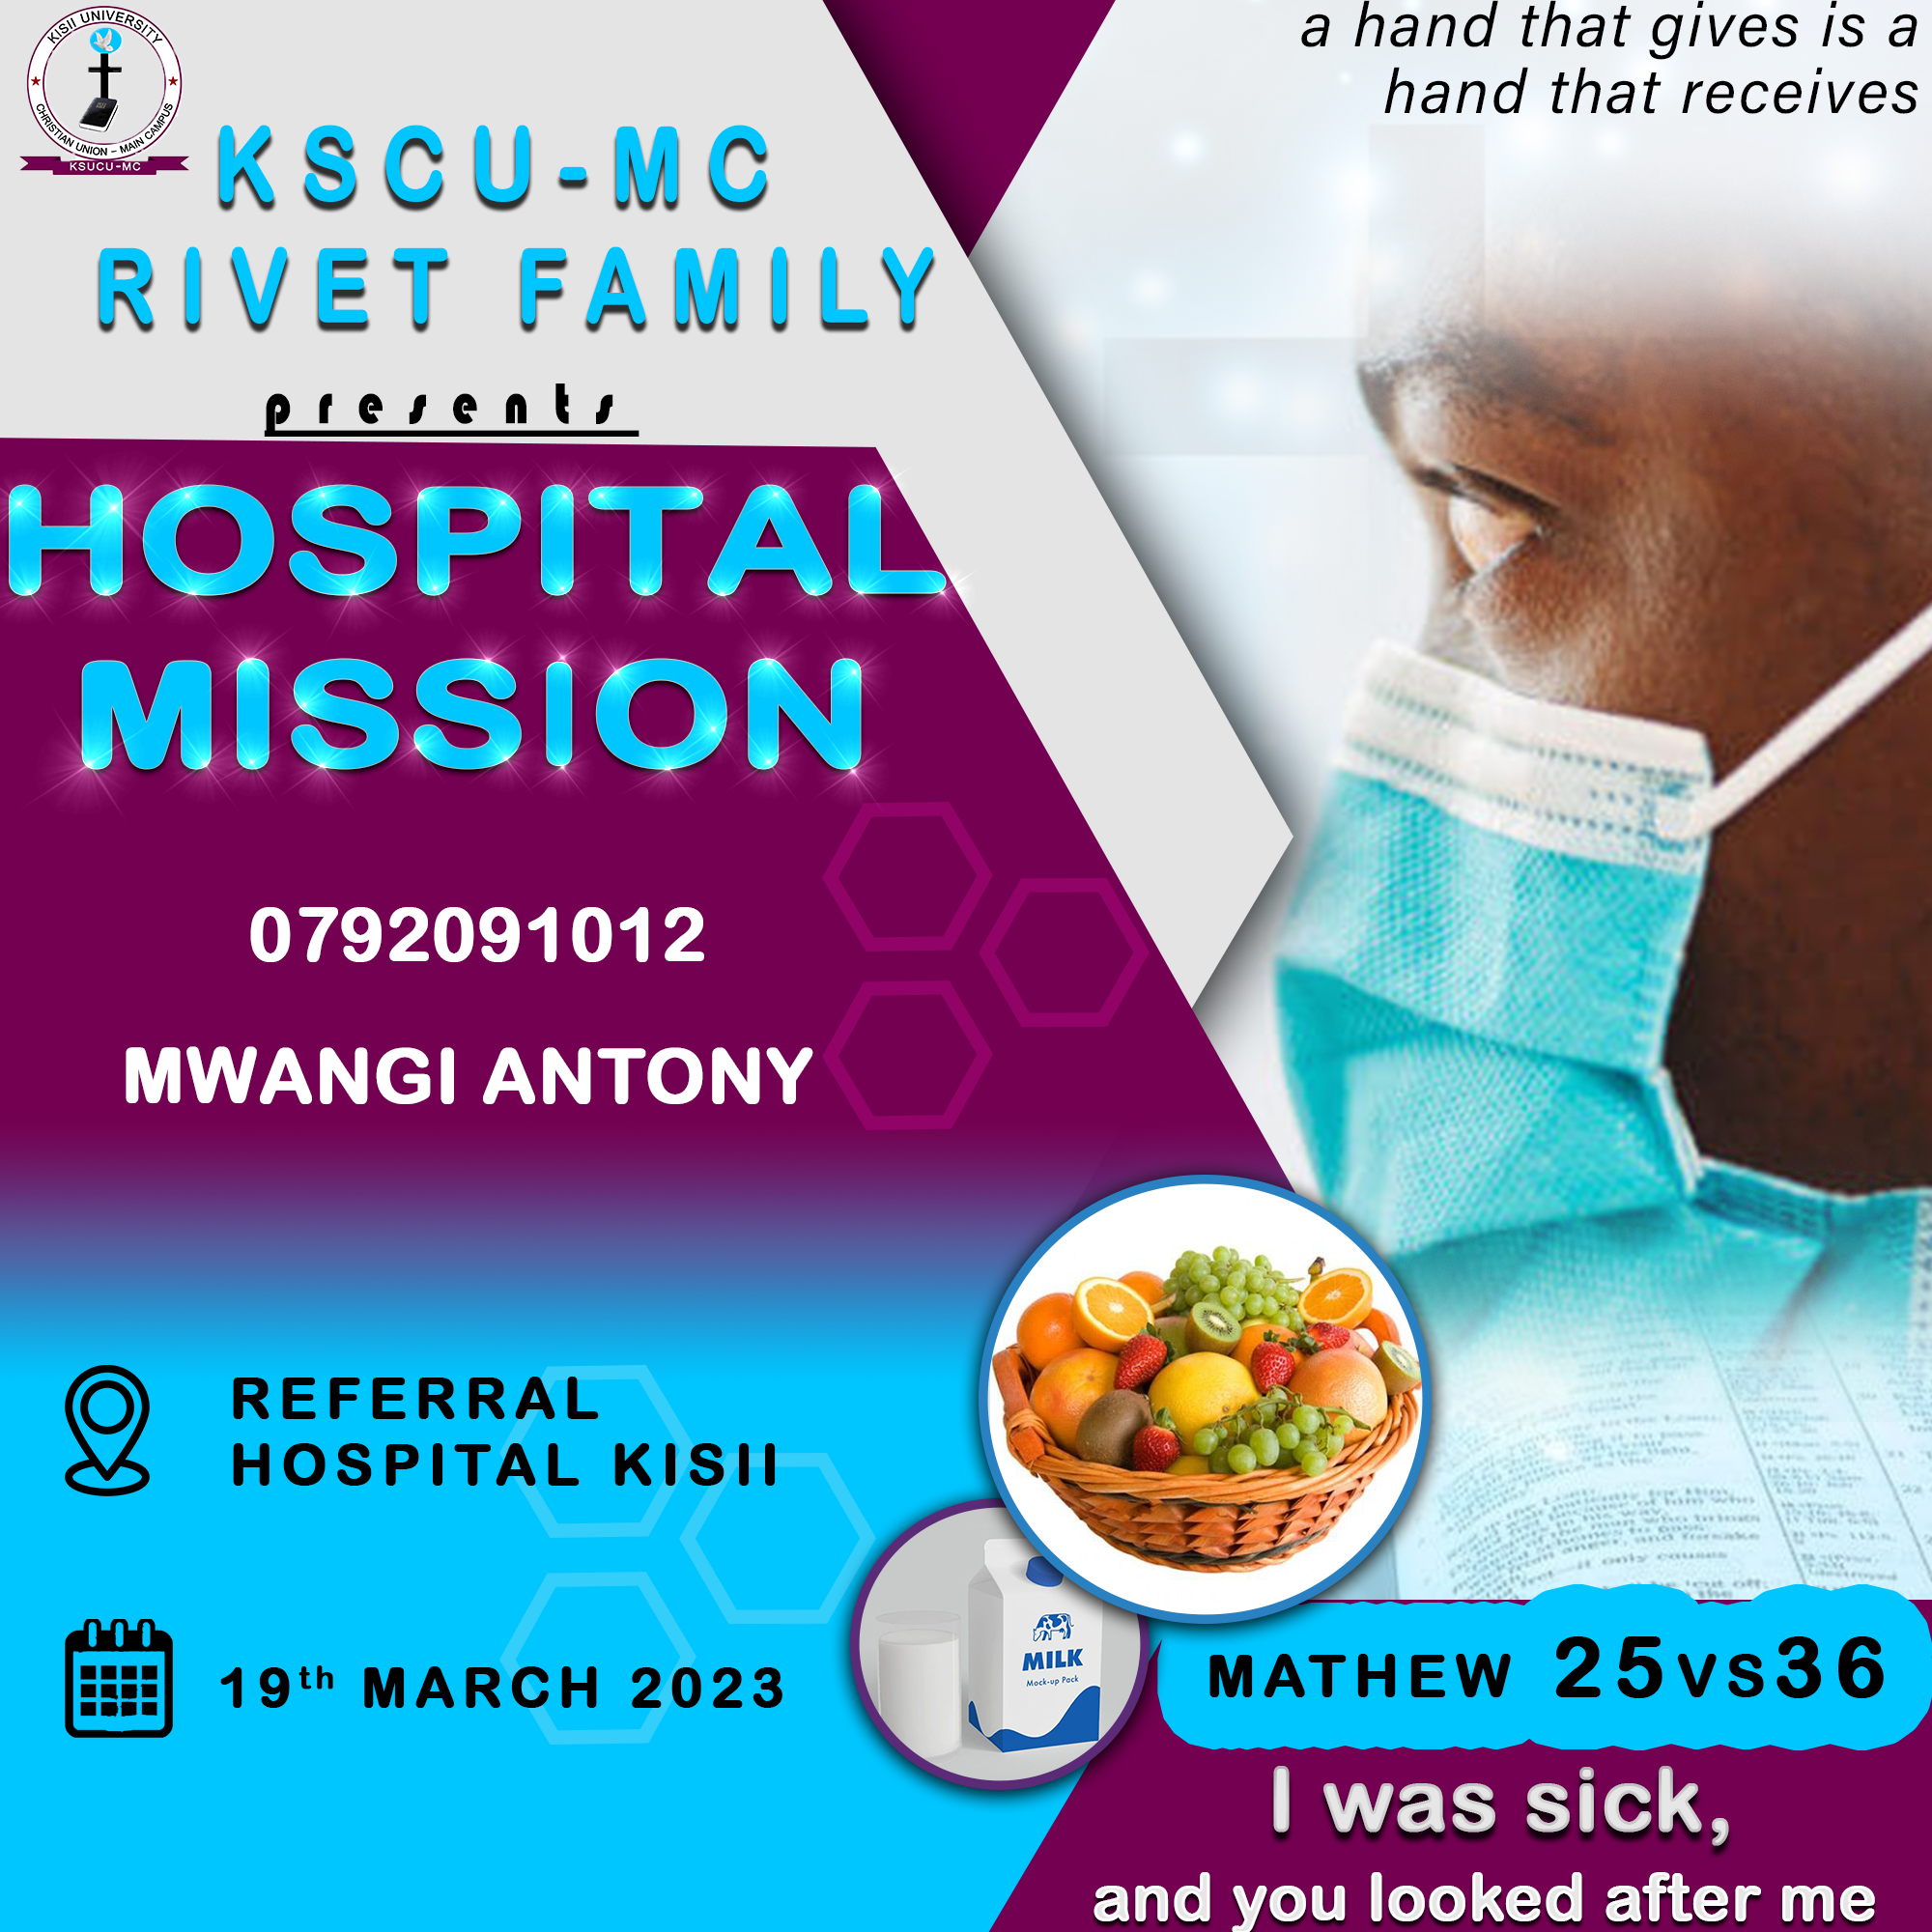 KISII UNIVERSITY
CHRISTIAN UNION - MAIN CAMPUS
KSUCU-MC
a hand that gives is a
hand that receives
KSCU-MC
RIVET FAMILY
presents
HOSPITAL
MISSION
0792091012
MWANGI ANTONY
REFERRAL
HOSPITAL KISII
19th MARCH 2023
MILK
Mock-up Pack
MATHEW 25VS36
I was sick,
and you looked after me